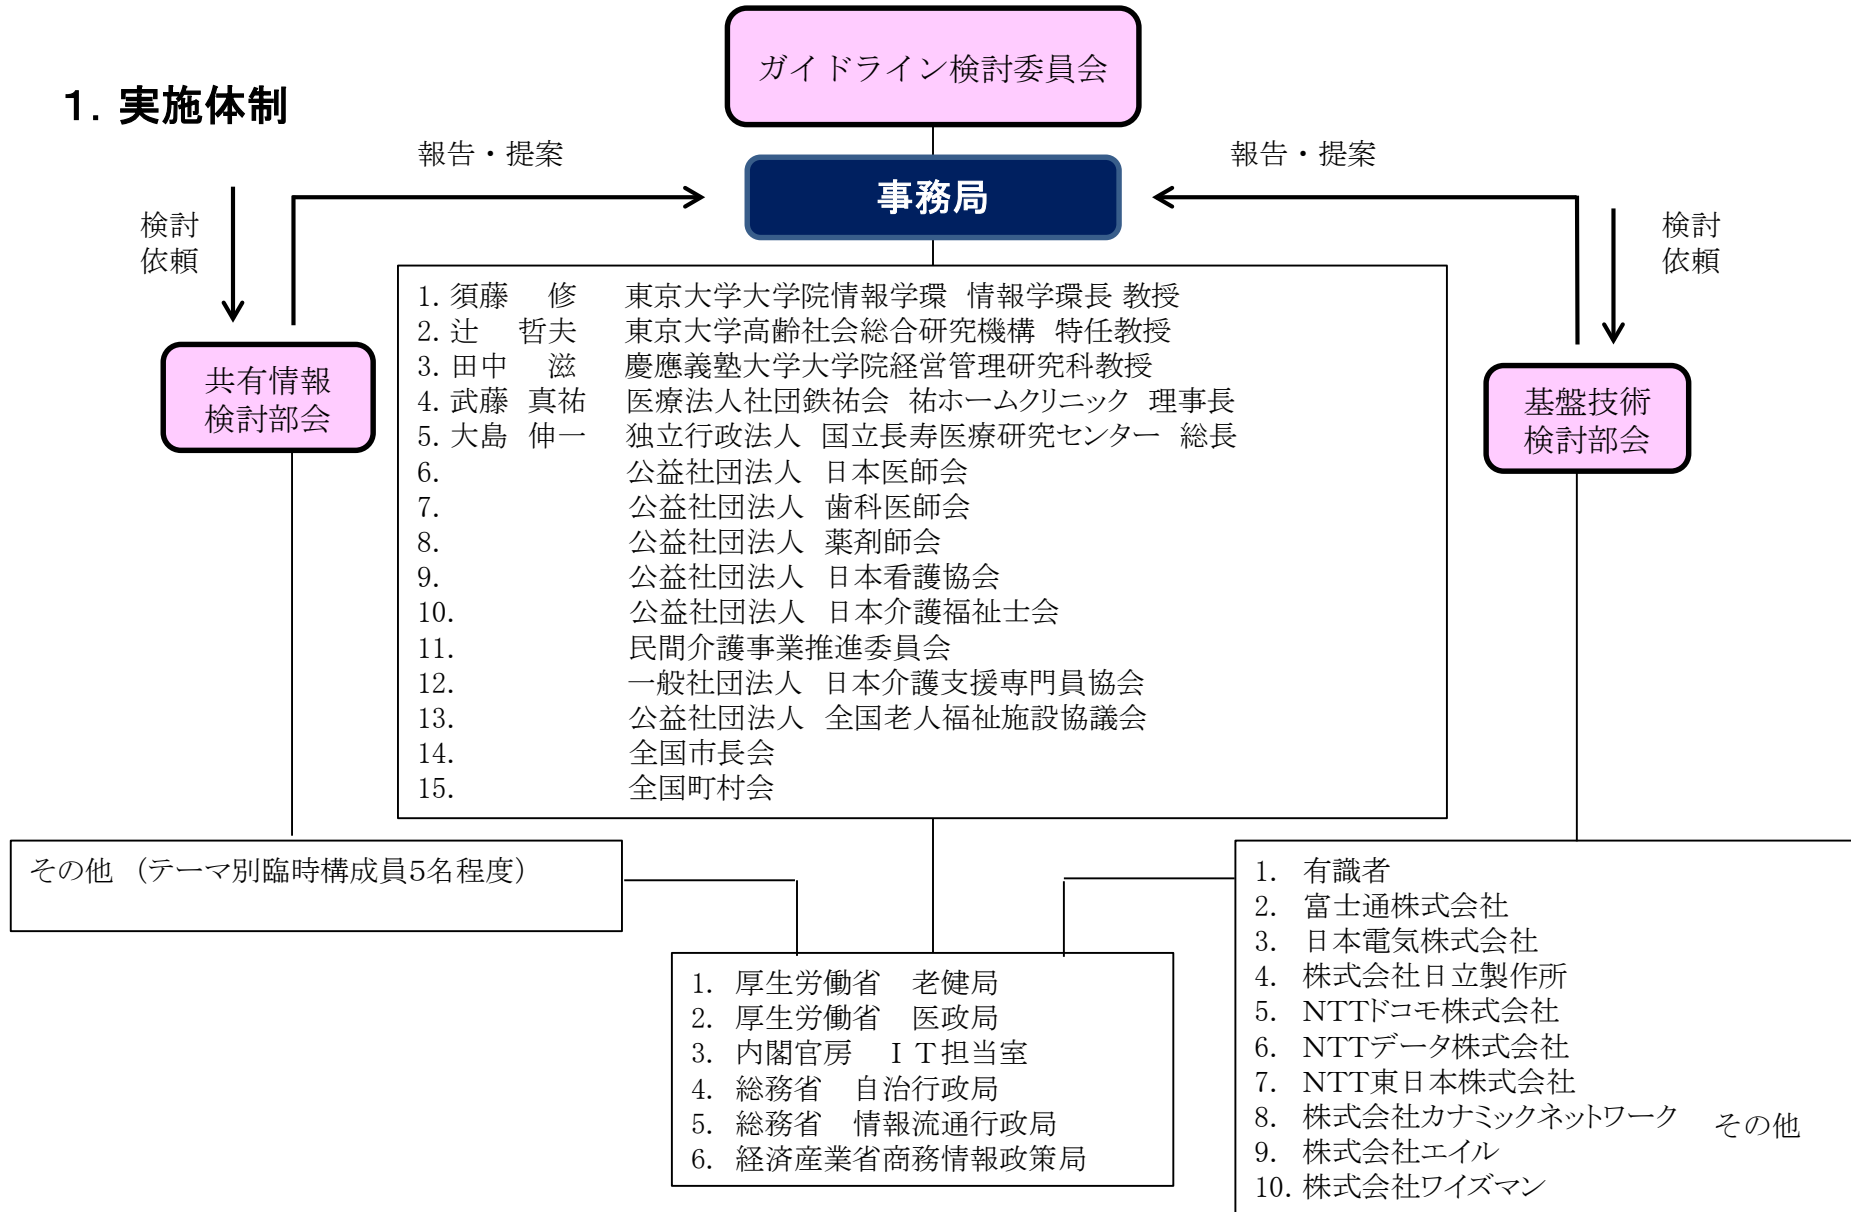 ガイドライン検討委員会
1. 実施体制
報告・提案
報告・提案
事務局
検討
依頼
検討
依頼
1. 須藤　修　東京大学大学院情報学環　情報学環長 教授
2. 辻　哲夫　東京大学高齢社会総合研究機構　特任教授
3. 田中　滋　慶應義塾大学大学院経営管理研究科教授
4. 武藤　真祐　医療法人社団鉄祐会　祐ホームクリニック　理事長
5. 大島　伸一　独立行政法人　国立長寿医療研究センター　総長
6. 公益社団法人　日本医師会
7. 公益社団法人　歯科医師会
8. 公益社団法人　薬剤師会
9. 公益社団法人　日本看護協会
10. 公益社団法人　日本介護福祉士会
11. 民間介護事業推進委員会
12. 一般社団法人　日本介護支援専門員協会
13. 公益社団法人　全国老人福祉施設協議会
14. 全国市長会
15. 全国町村会
共有情報
検討部会
基盤技術
検討部会
その他　（テーマ別臨時構成員5名程度）
1. 厚生労働省　老健局
2. 厚生労働省　医政局
3. 内閣官房　ＩＴ担当室
4. 総務省　自治行政局
5. 総務省　情報流通行政局
6. 経済産業省商務情報政策局
1. 有識者
2. 富士通株式会社
3. 日本電気株式会社
4. 株式会社日立製作所
5. NTTドコモ株式会社
6. NTTデータ株式会社
7. NTT東日本株式会社
8. 株式会社カナミックネットワーク　その他
9. 株式会社エイル
10. 株式会社ワイズマン